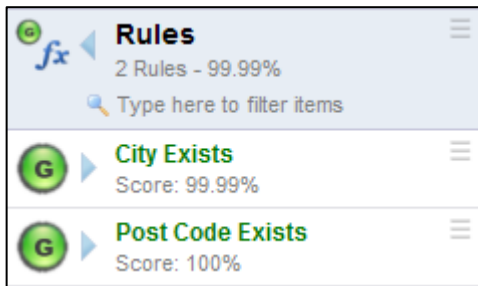 G
fx
Rules
2 Rules - 99.99%
Type here to filter items
G
City Exists
Score: 99.99%
G
Post Code Exists
Score: 100%